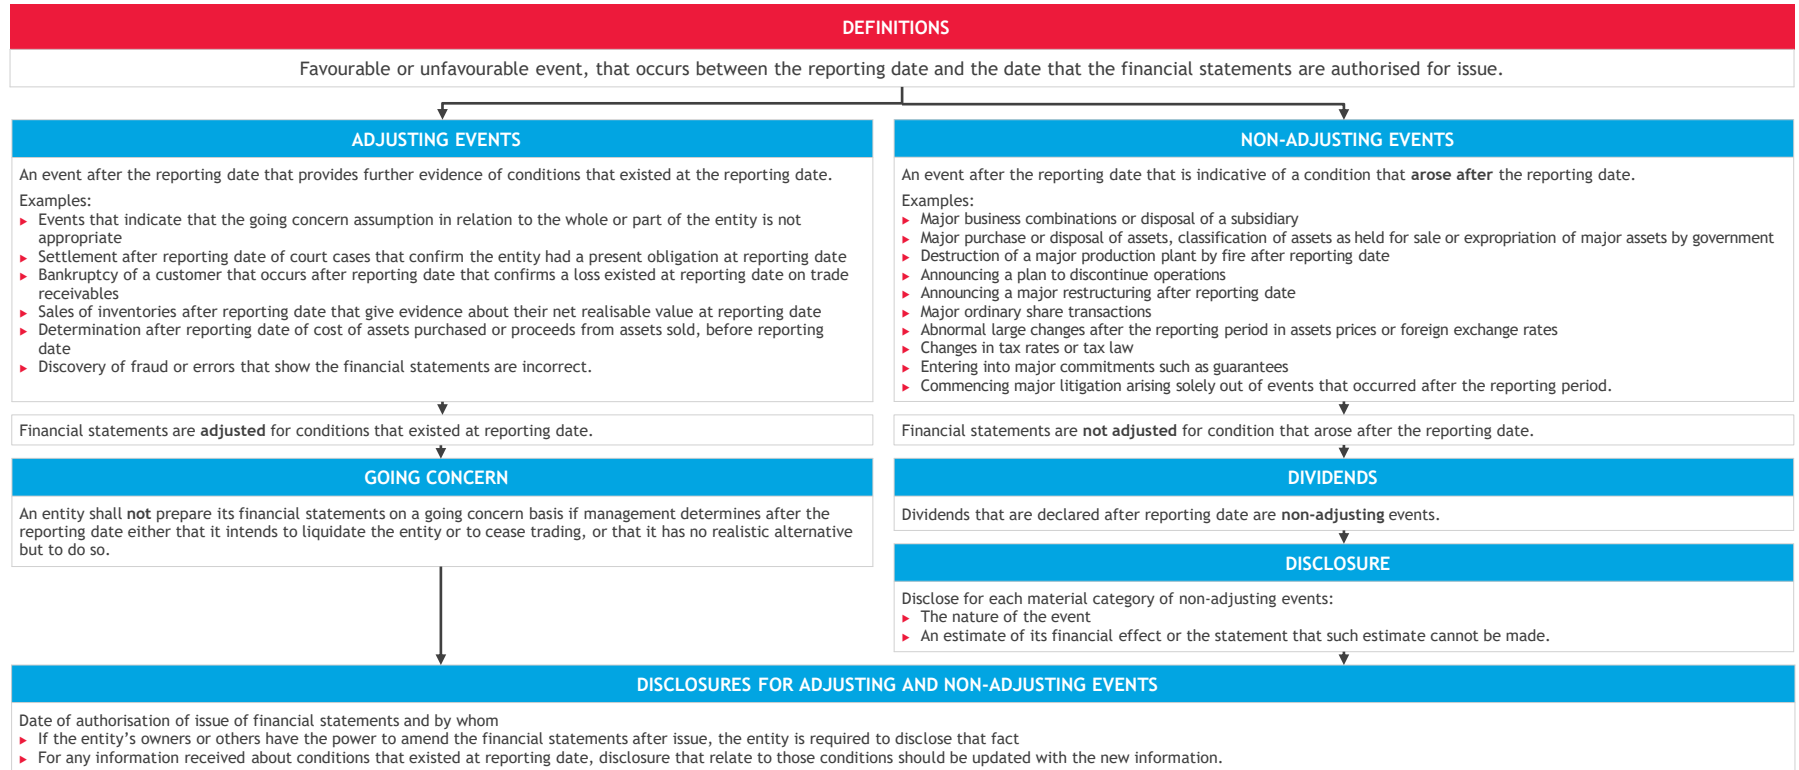 DEFINITIONS
Favourable or unfavourable event, that occurs between the reporting date and the date that the financial statements are authorised for issue.
ADJUSTING EVENTS
An event after the reporting date that provides further evidence of conditions that existed at the reporting date.
Examples:
► Events that indicate that the going concern assumption in relation to the whole or part of the entity is not
appropriate
► Settlement after reporting date of court cases that confirm the entity had a present obligation at reporting date
► Bankruptcy of a customer that occurs after reporting date that confirms a loss existed at reporting date on trade
receivables
► Sales of inventories after reporting date that give evidence about their net realisable value at reporting date
► Determination after reporting date of cost of assets purchased or proceeds from assets sold, before reporting
date
► Discovery of fraud or errors that show the financial statements are incorrect.
Financial statements are adjusted for conditions that existed at reporting date.
GOING CONCERN
An entity shall not prepare its financial statements on a going concern basis if management determines after the
reporting date either that it intends to liquidate the entity or to cease trading, or that it has no realistic alternative
but to do so.
NON-ADJUSTING EVENTS
An event after the reporting date that is indicative of a condition that arose after the reporting date.
Examples:
► Major business combinations or disposal of a subsidiary
► Major purchase or disposal of assets, classification of assets as held for sale or expropriation of major assets by government
► Destruction of a major production plant by fire after reporting date
► Announcing a plan to discontinue operations
► Announcing a major restructuring after reporting date
► Major ordinary share transactions
► Abnormal large changes after the reporting period in assets prices or foreign exchange rates
► Changes in tax rates or tax law
► Entering into major commitments such as guarantees
► Commencing major litigation arising solely out of events that occurred after the reporting period.
Financial statements are not adjusted for condition that arose after the reporting date.
DIVIDENDS
Dividends that are declared after reporting date are non-adjusting events.
DISCLOSURE
Disclose for each material category of non-adjusting events:
► The nature of the event
► An estimate of its financial effect or the statement that such estimate cannot be made.
DISCLOSURES FOR ADJUSTING AND NON-ADJUSTING EVENTS
Date of authorisation of issue of financial statements and by whom
► If the entity’s owners or others have the power to amend the financial statements after issue, the entity is required to disclose that fact
► For any information received about conditions that existed at reporting date, disclosure that relate to those conditions should be updated with the new information.